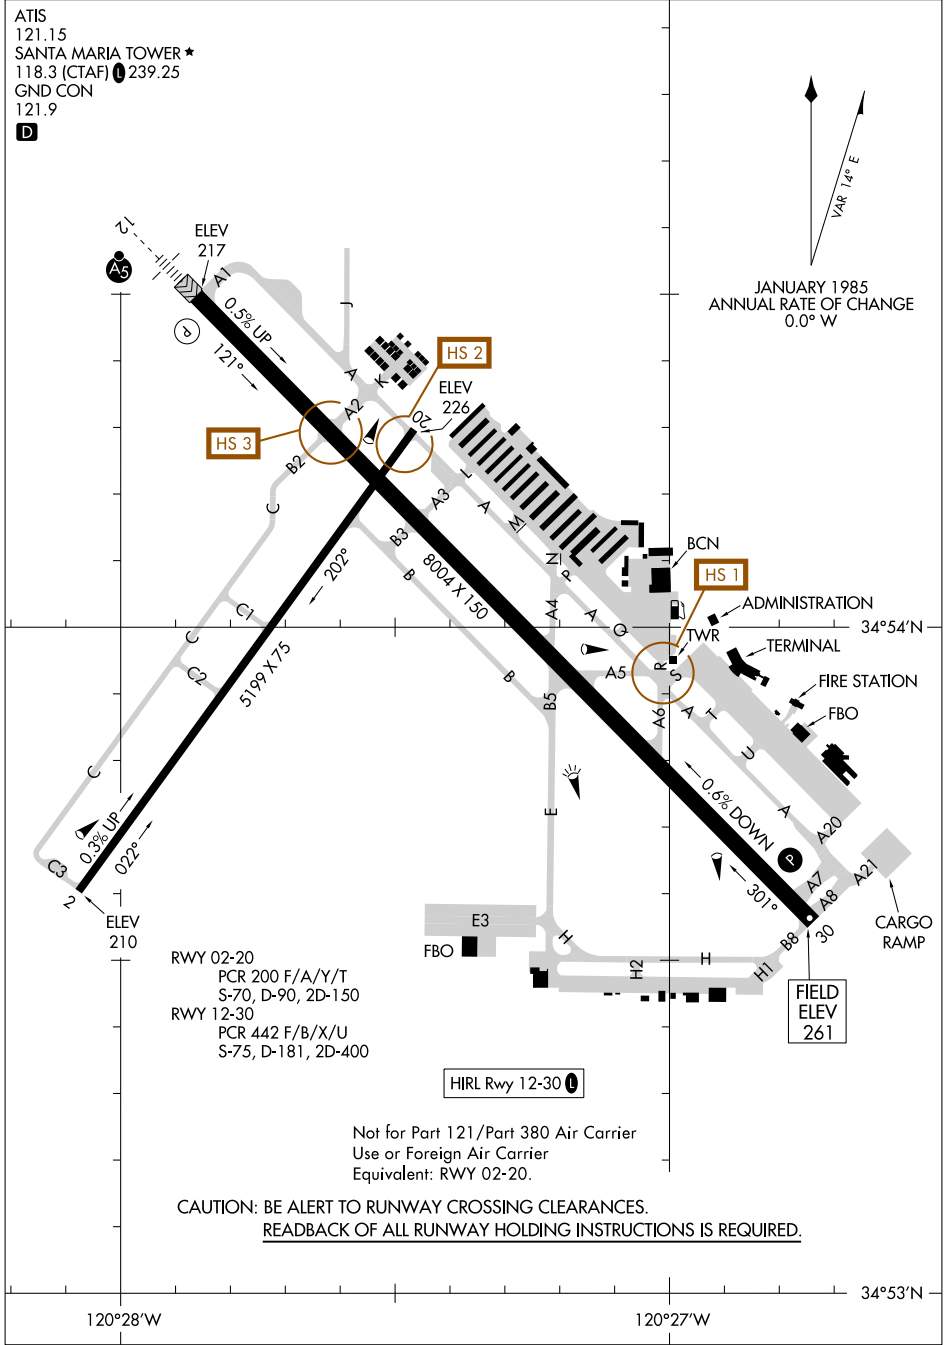 ATIS
121.15
SANTA MARIA TOWER ★
118.3 (CTAF) L 239.25
GND CON
121.9
D
VAR 14° E
JANUARY 1985
ANNUAL RATE OF CHANGE
0.0° W
12
A5
ELEV
217
A1
P
0.5% UP
121°
J
A
K
HS 2
ELEV
226
20
A2
HS 3
B2
C
L
A3
A
M
B3
B
202°
8004 X 150
N
P
BCN
HS 1
A4
A
Q
ADMINISTRATION
34°54'N
TWR
TERMINAL
C1
C
C2
5199 X 75
B
B5
A5
R
S
A6
A
T
U
FIRE STATION
FBO
C
E
0.6% DOWN
A
A20
P
0.3% UP
022°
C3
2
ELEV
210
301°
A7
A8
A21
CARGO
RAMP
30
B8
E3
FBO
H
H2
H
H1
FIELD
ELEV
261
RWY 02-20
PCR 200 F/A/Y/T
S-70, D-90, 2D-150
RWY 12-30
PCR 442 F/B/X/U
S-75, D-181, 2D-400
HIRL Rwy 12-30 L
Not for Part 121/Part 380 Air Carrier
Use or Foreign Air Carrier
Equivalent: RWY 02-20.
CAUTION: BE ALERT TO RUNWAY CROSSING CLEARANCES.
READBACK OF ALL RUNWAY HOLDING INSTRUCTIONS IS REQUIRED.
34°53'N
120°28'W
120°27'W